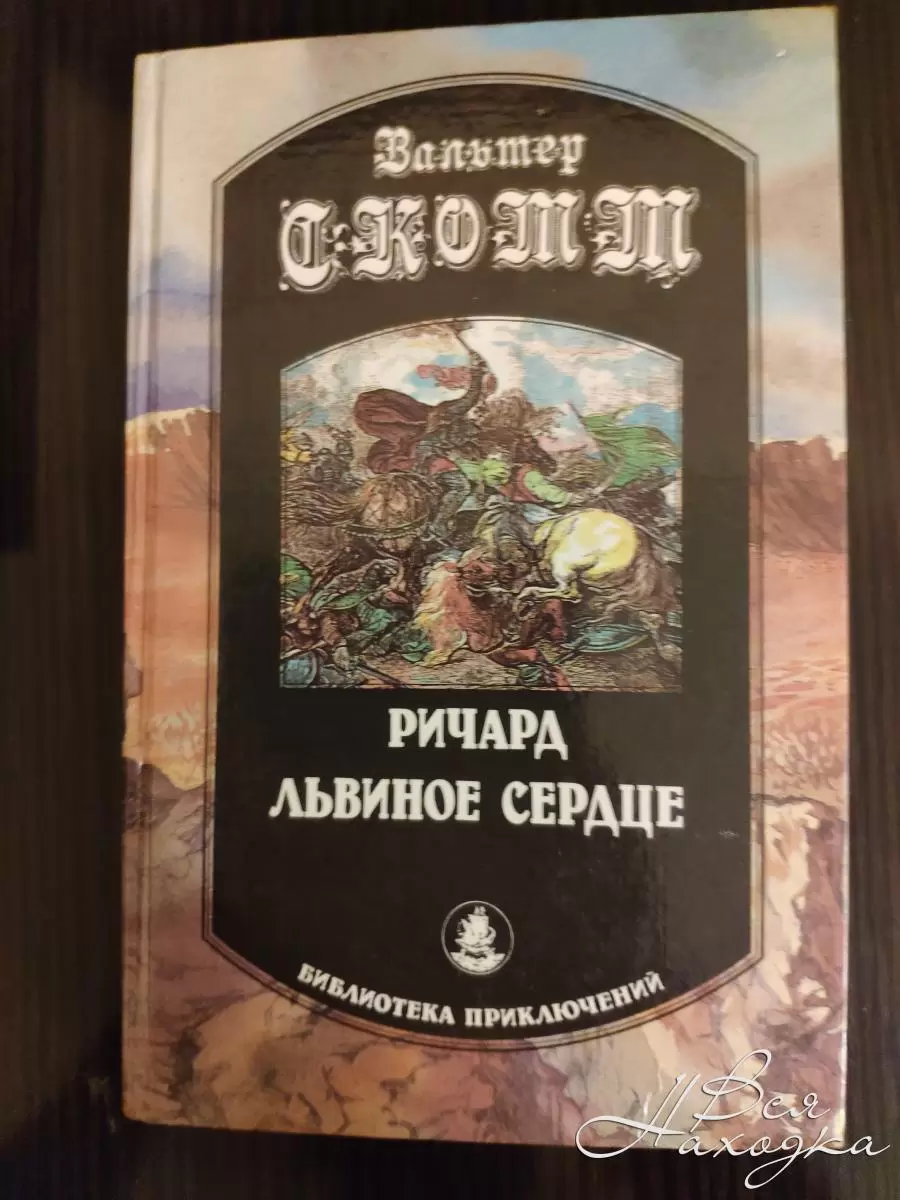 Вальтер
СКОТТ
РИЧАРД
ЛЬВИНОЕ СЕРДЦЕ
БИБЛИОТЕКА ПРИКЛЮЧЕНИЙ
Вся
Находка